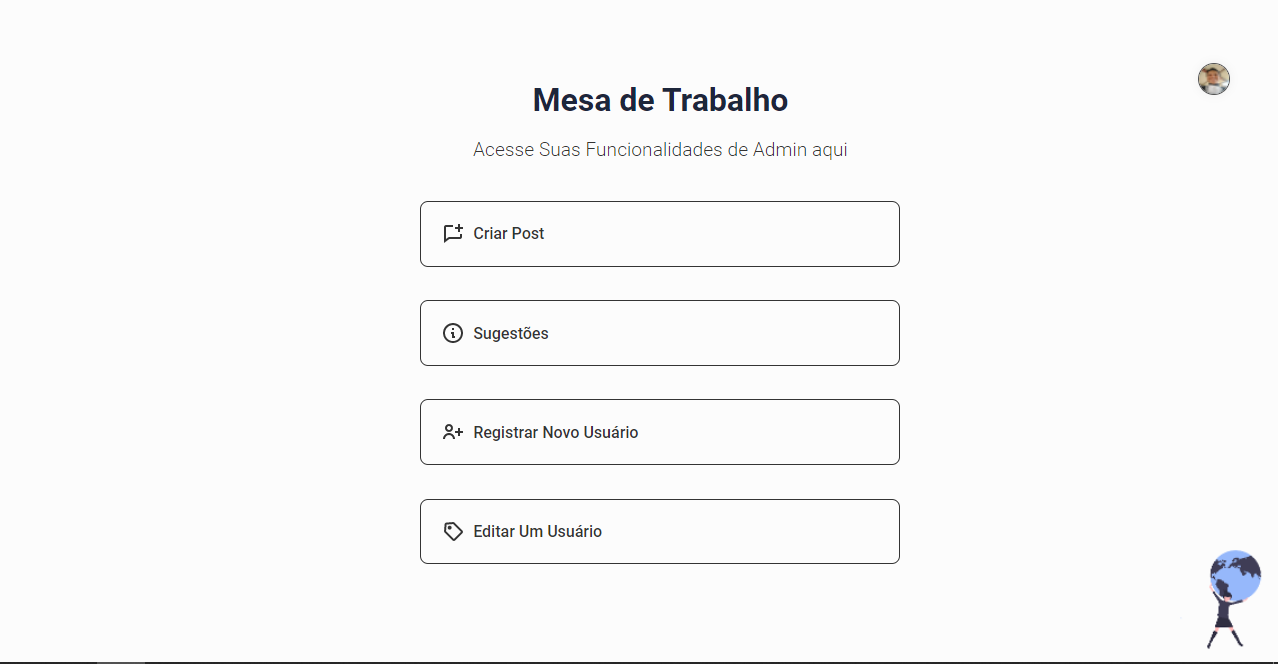 Mesa de Trabalho
Acesse Suas Funcionalidades de Admin aqui
Criar Post
Sugestões
Registrar Novo Usuário
Editar Um Usuário